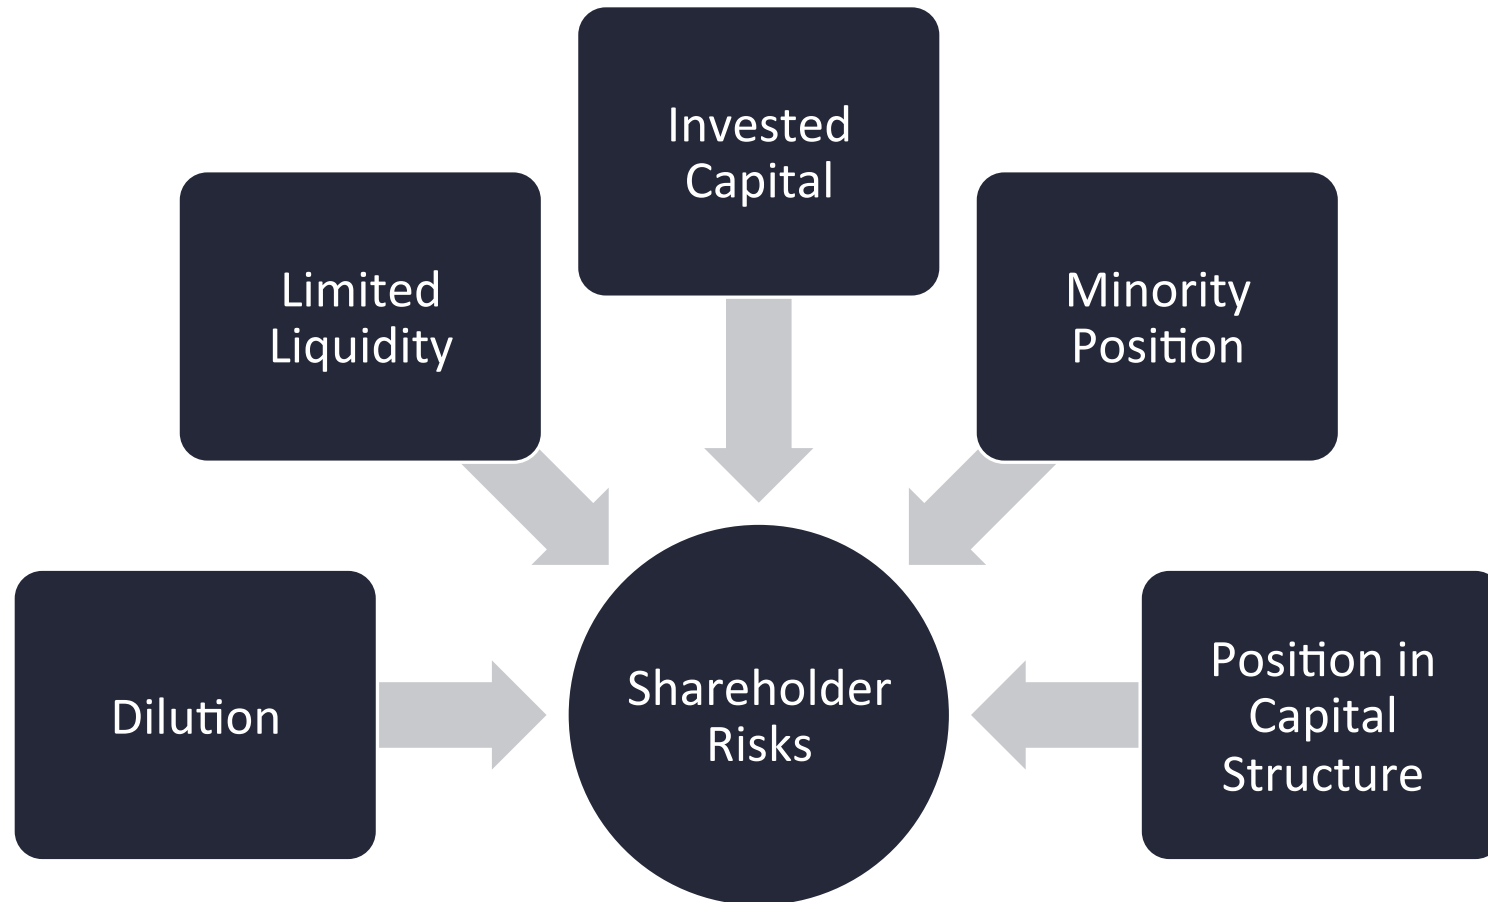 Invested
Capital
Limited
Liquidity
Minority
Position
Dilution
Shareholder
Risks
Position in
Capital
Structure